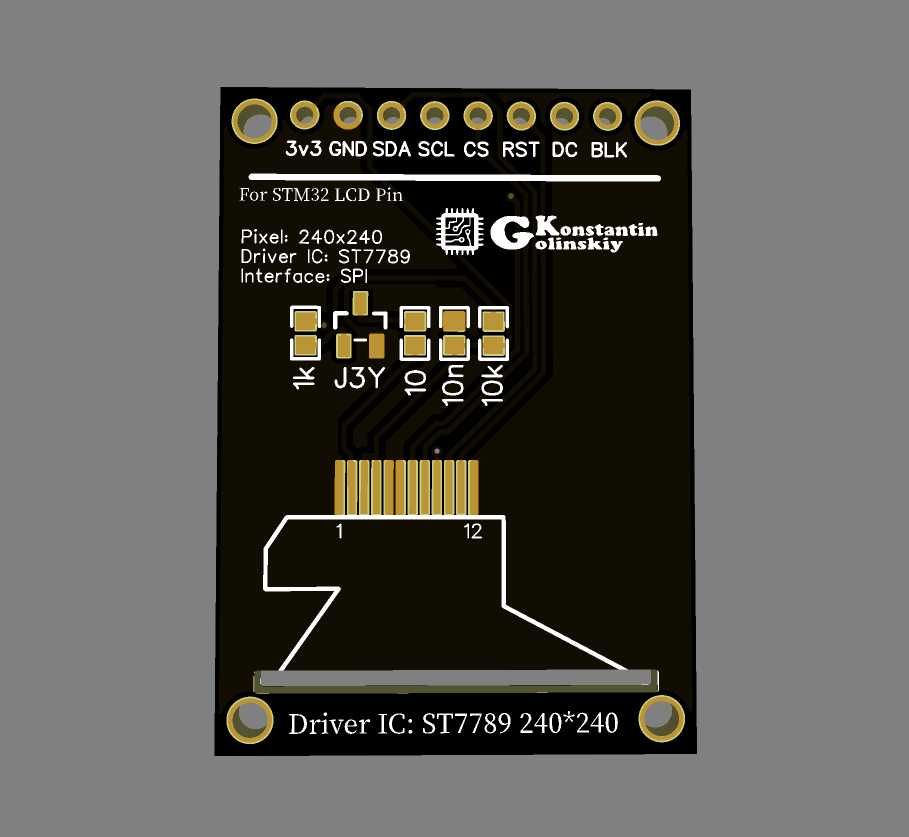 3v3 GND SDA SCL CS RST DC BLK
For STM32 LCD Pin
Konstantin
Golinskiy
Pixel: 240x240
Driver IC: ST7789
Interface: SPI
1k J3Y 10 10n 10k
1 12
Driver IC: ST7789 240*240